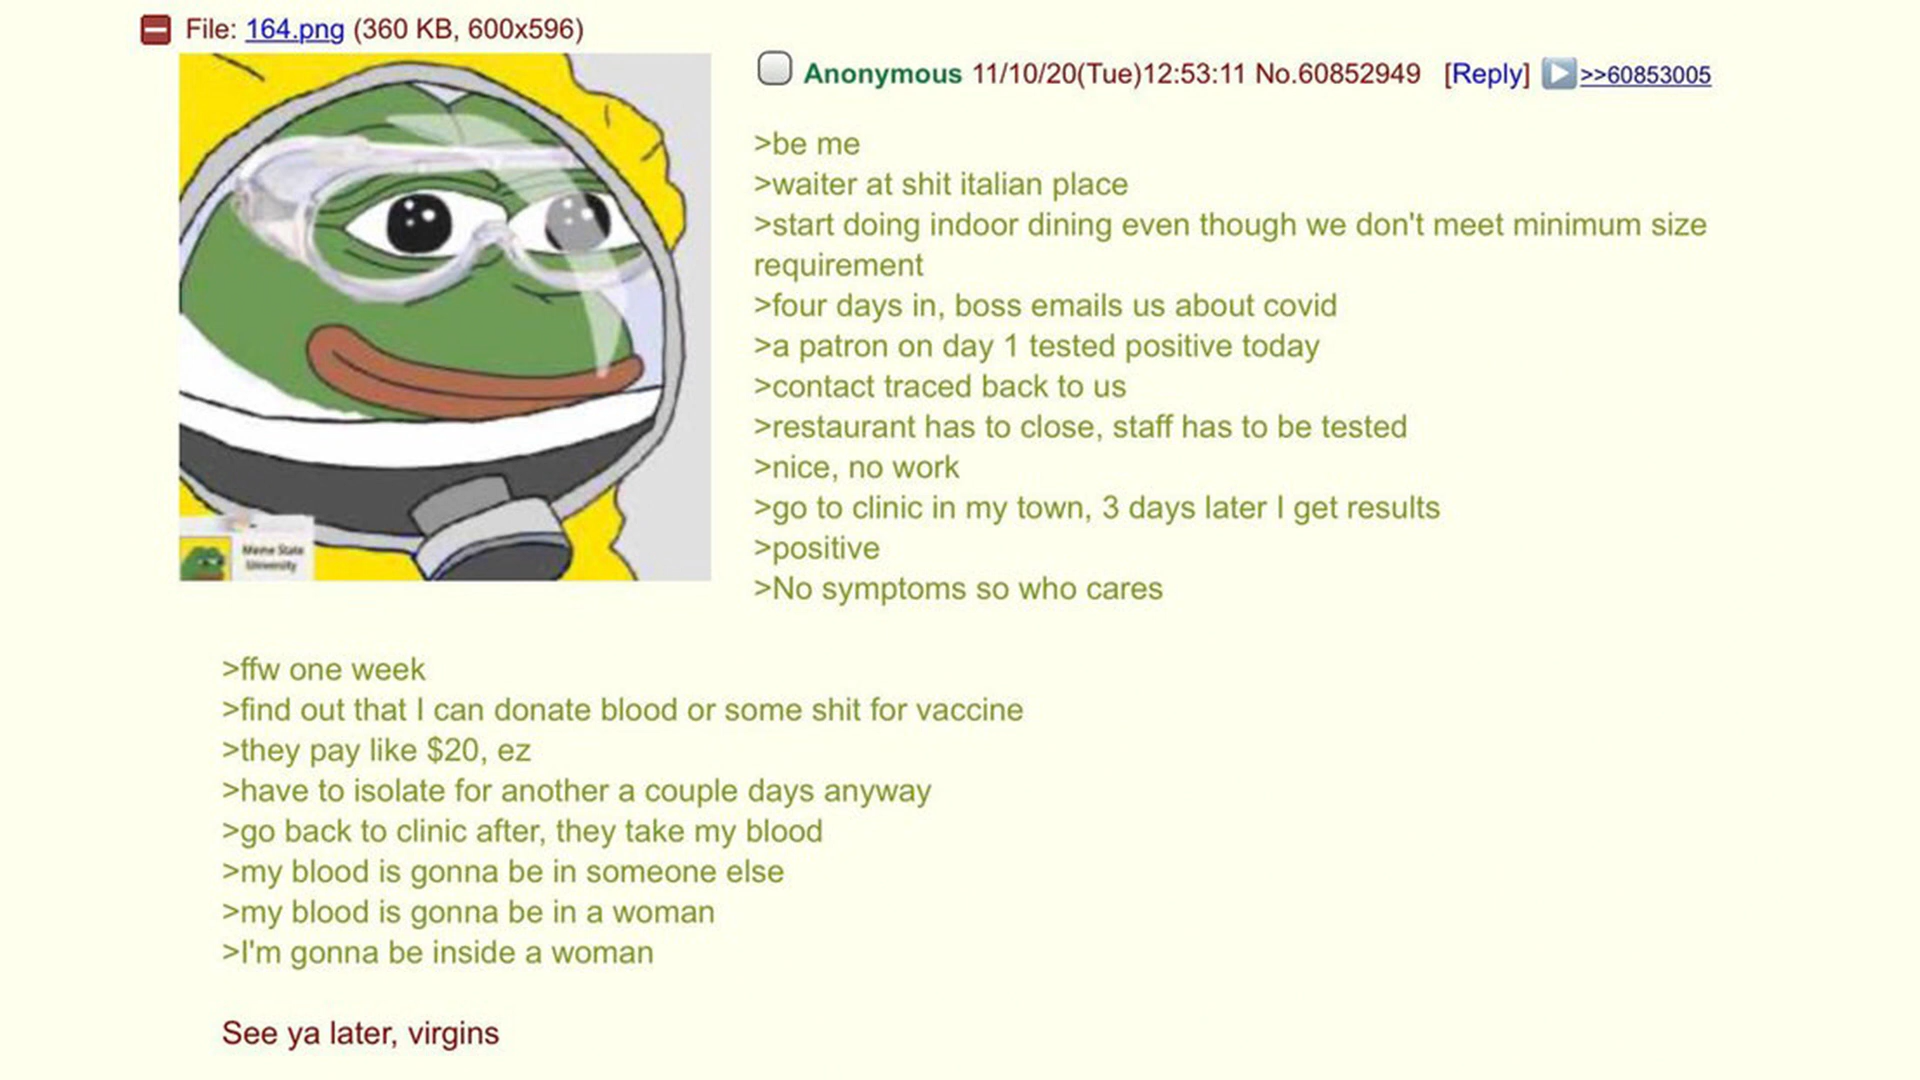 File: 164.png (360 KB, 600x596)
Anonymous 11/10/20(Tue)12:53:11 No.60852949 [Reply] >>60853005
>be me
>waiter at shit italian place
>start doing indoor dining even though we don't meet minimum size
requirement
>four days in, boss emails us about covid
>a patron on day 1 tested positive today
>contact traced back to us
>restaurant has to close, staff has to be tested
>nice, no work
>go to clinic in my town, 3 days later I get results
>positive
>No symptoms so who cares
Meme State
University
>ffw one week
>find out that I can donate blood or some shit for vaccine
>they pay like $20, ez
>have to isolate for another a couple days anyway
>go back to clinic after, they take my blood
>my blood is gonna be in someone else
>my blood is gonna be in a woman
>I'm gonna be inside a woman
See ya later, virgins